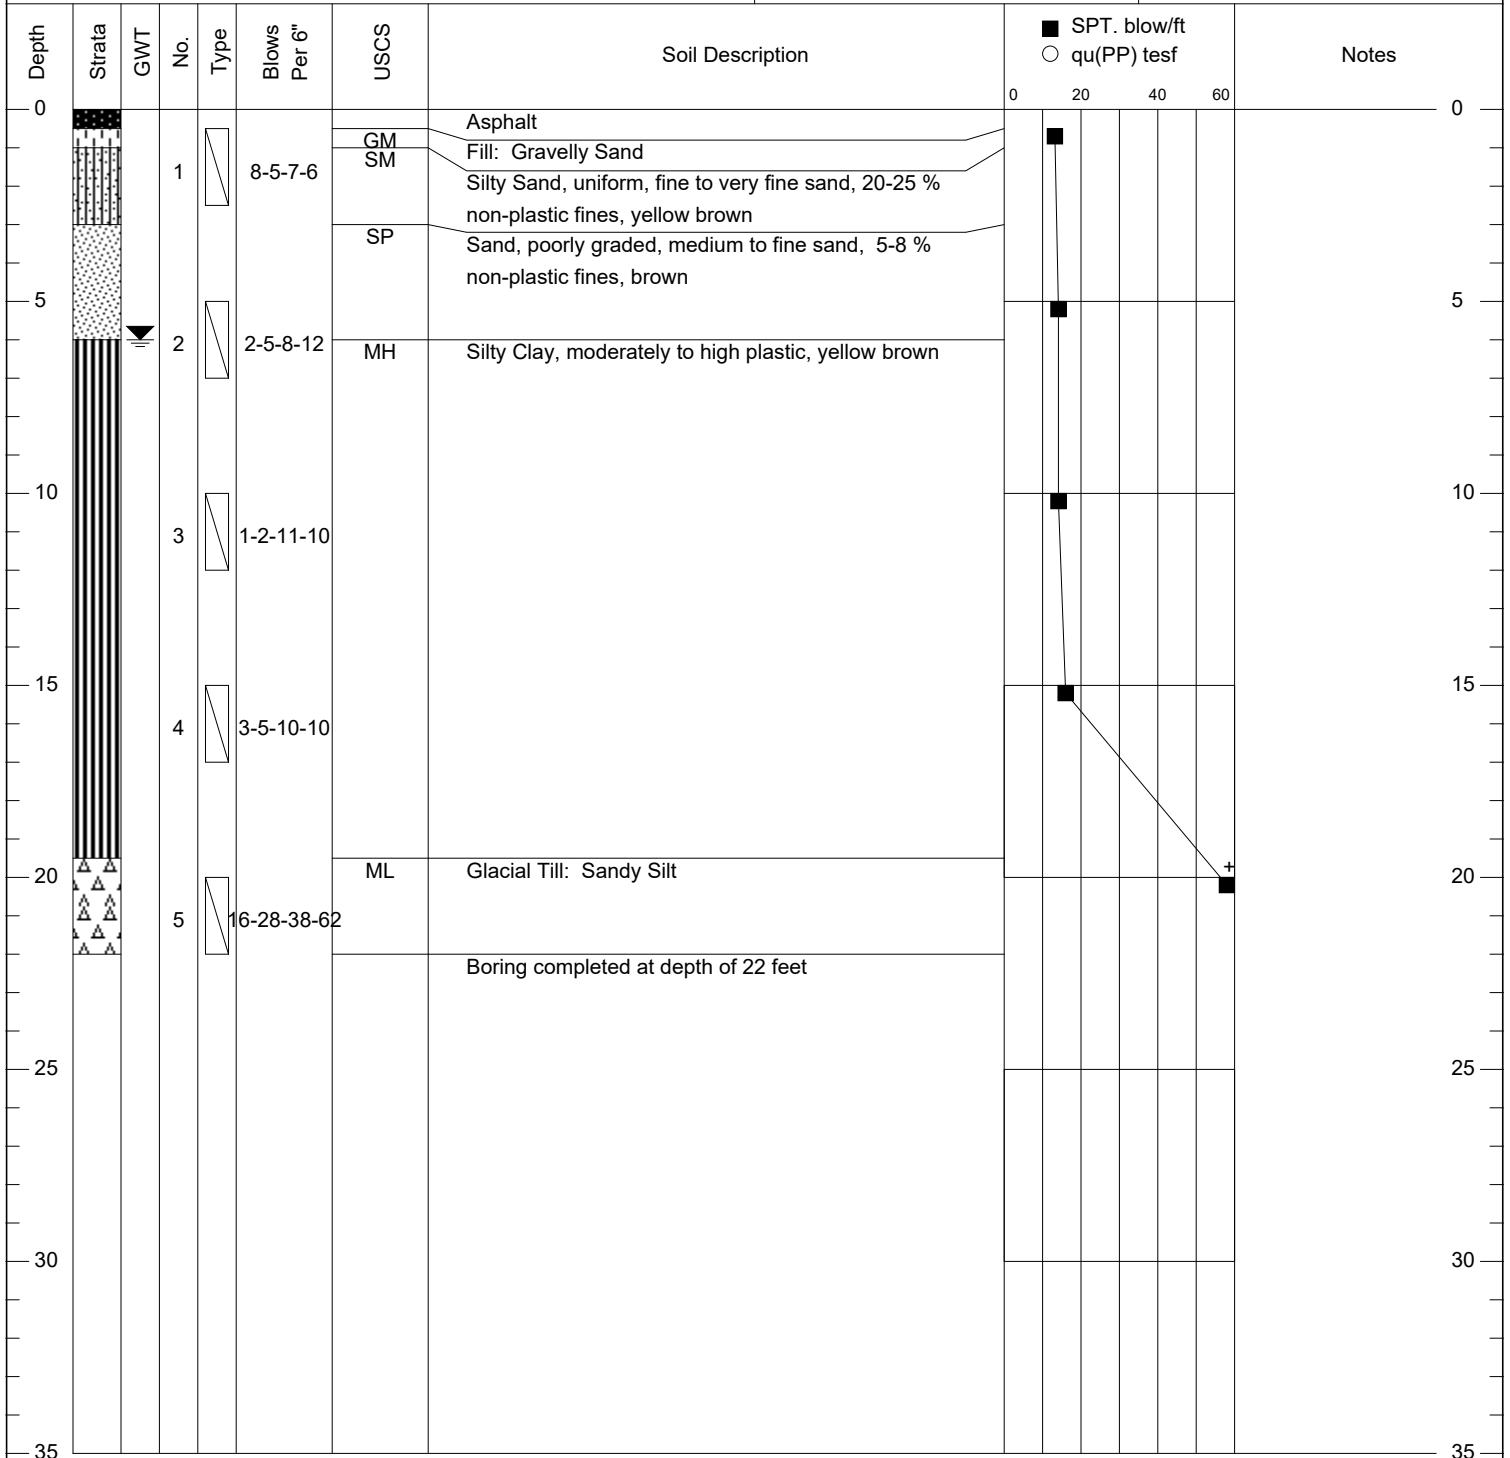 Depth
Strata
GWT
No.
Type
Blows
Per 6"
USCS
Soil Description
SPT. blow/ft
qu(PP) tesf
0 20 40 60
Notes
0 0
Asphalt
GM
Fill: Gravelly Sand
SM
1 8-5-7-6
Silty Sand, uniform, fine to very fine sand, 20-25 %
non-plastic fines, yellow brown
SP
Sand, poorly graded, medium to fine sand, 5-8 %
non-plastic fines, brown
5 5
2 2-5-8-12
MH Silty Clay, moderately to high plastic, yellow brown
10 10
3 1-2-11-10
15 15
4 3-5-10-10
ML Glacial Till: Sandy Silt
+
20 20
5 16-28-38-62
Boring completed at depth of 22 feet
25 25
30 30
35 35